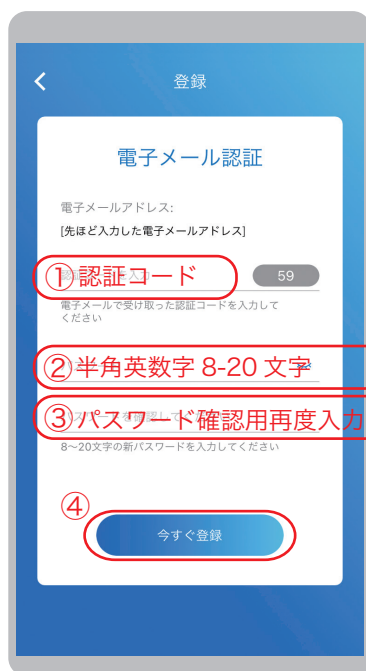 登録
電子メール認証
電子メールアドレス:
[先ほど入力した電子メールアドレス]
①認証コード
59
電子メールで受け取った認証コードを入力して
ください
②半角英数字 8-20 文字
③パスワード確認用再度入力
8〜20文字の新パスワードを入力してください
④
今すぐ登録